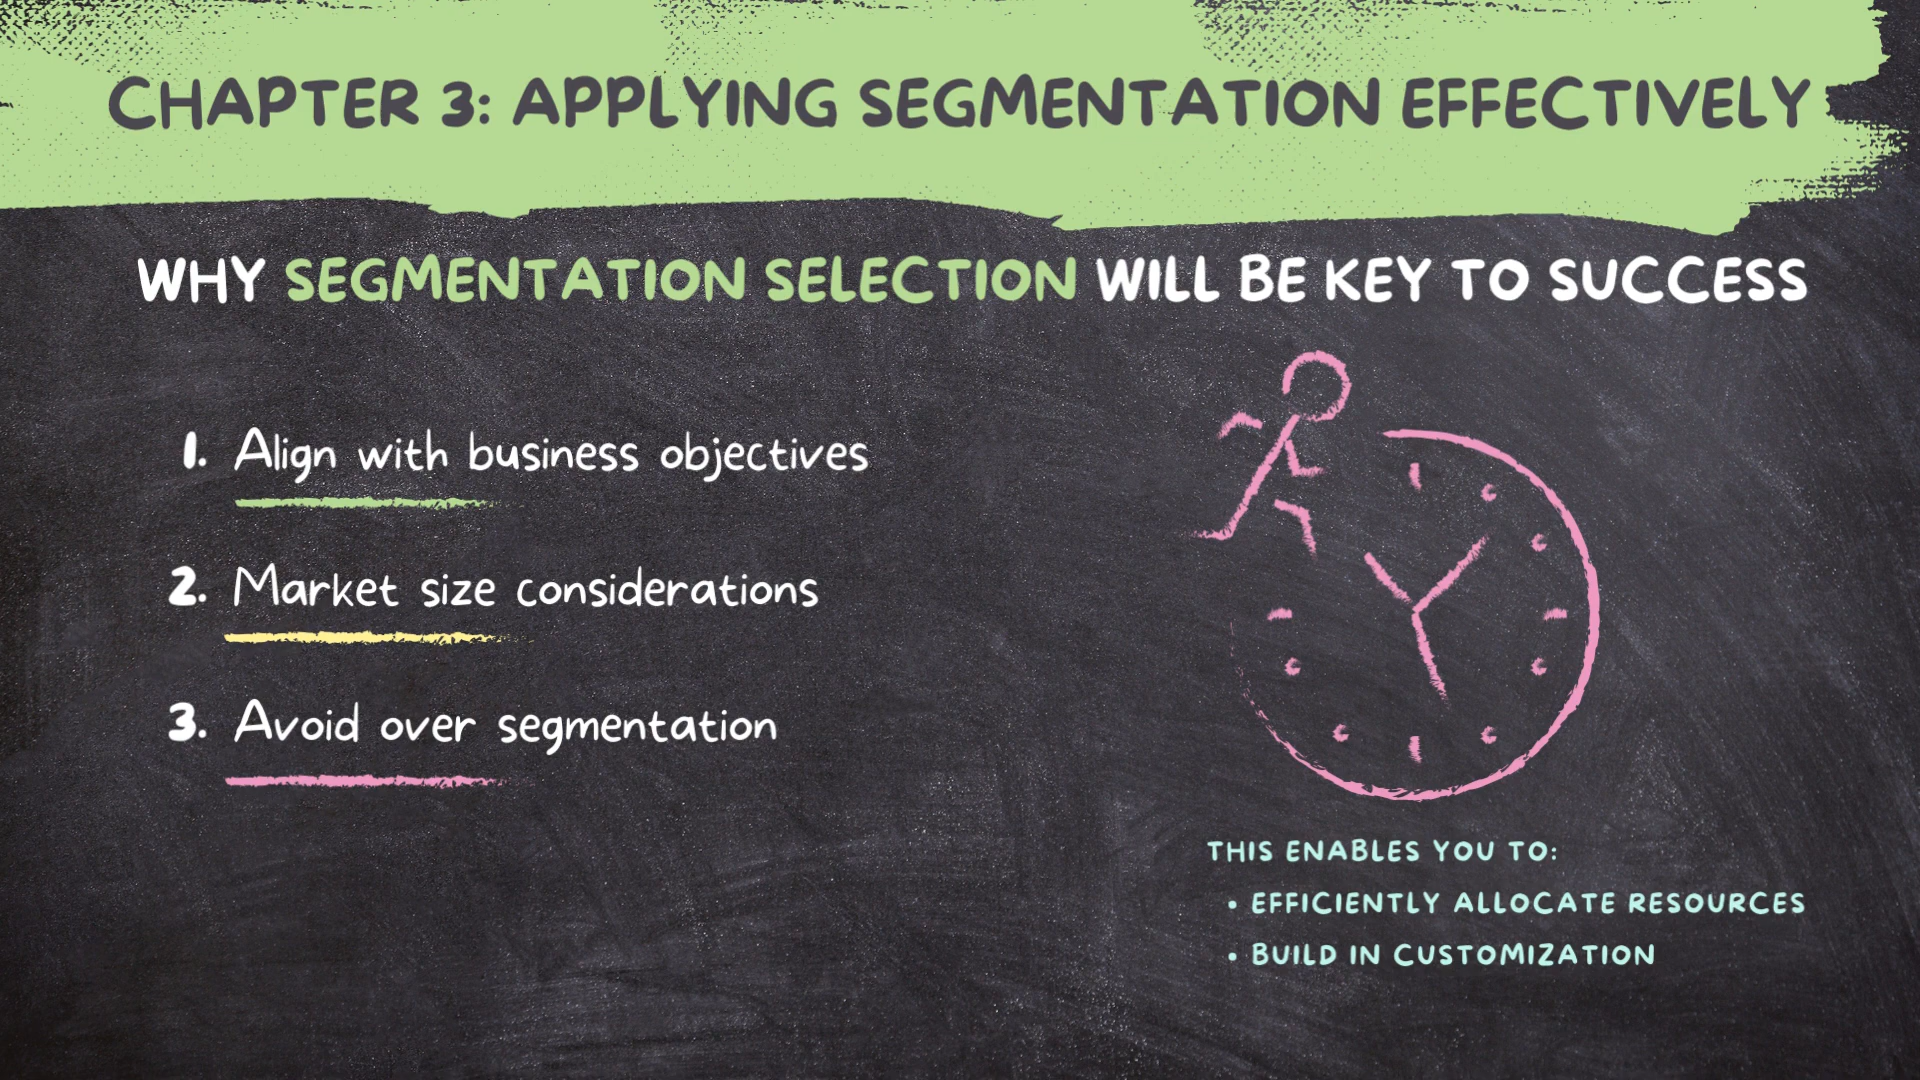 CHAPTER 3: APPLYING SEGMENTATION EFFECTIVELY
WHY SEGMENTATION SELECTION WILL BE KEY TO SUCCESS
1. Align with business objectives
2. Market size considerations
3. Avoid over segmentation
THIS ENABLES YOU TO:
• EFFICIENTLY ALLOCATE RESOURCES
• BUILD IN CUSTOMIZATION